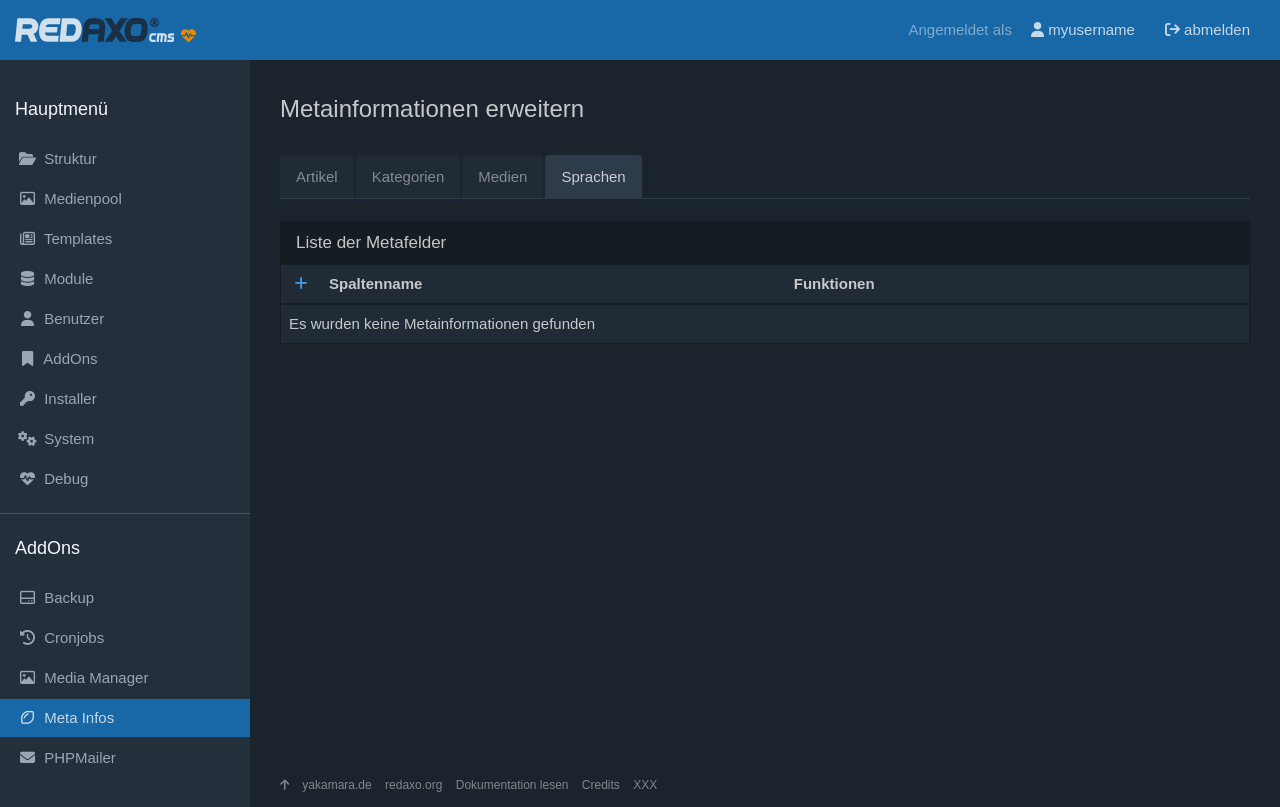 REDAXO® cms
Angemeldet als myusername abmelden
Hauptmenü
Struktur
Medienpool
Templates
Module
Benutzer
AddOns
Installer
System
Debug
AddOns
Backup
Cronjobs
Media Manager
Meta Infos
PHPMailer
Metainformationen erweitern
Artikel Kategorien Medien Sprachen
Liste der Metafelder
Spaltenname Funktionen
Es wurden keine Metainformationen gefunden
yakamara.de redaxo.org Dokumentation lesen Credits XXX